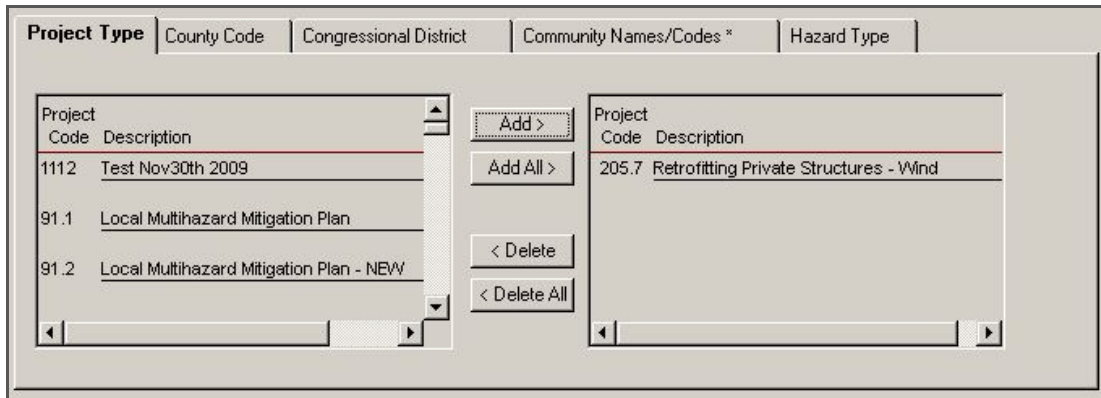 Project Type County Code Congressional District Community Names/Codes * Hazard Type
Project
Code Description
1112 Test Nov30th 2009
91.1 Local Multihazard Mitigation Plan
91.2 Local Multihazard Mitigation Plan - NEW
Add >
Add All >
< Delete
< Delete All
Project
Code Description
205.7 Retrofitting Private Structures - Wind